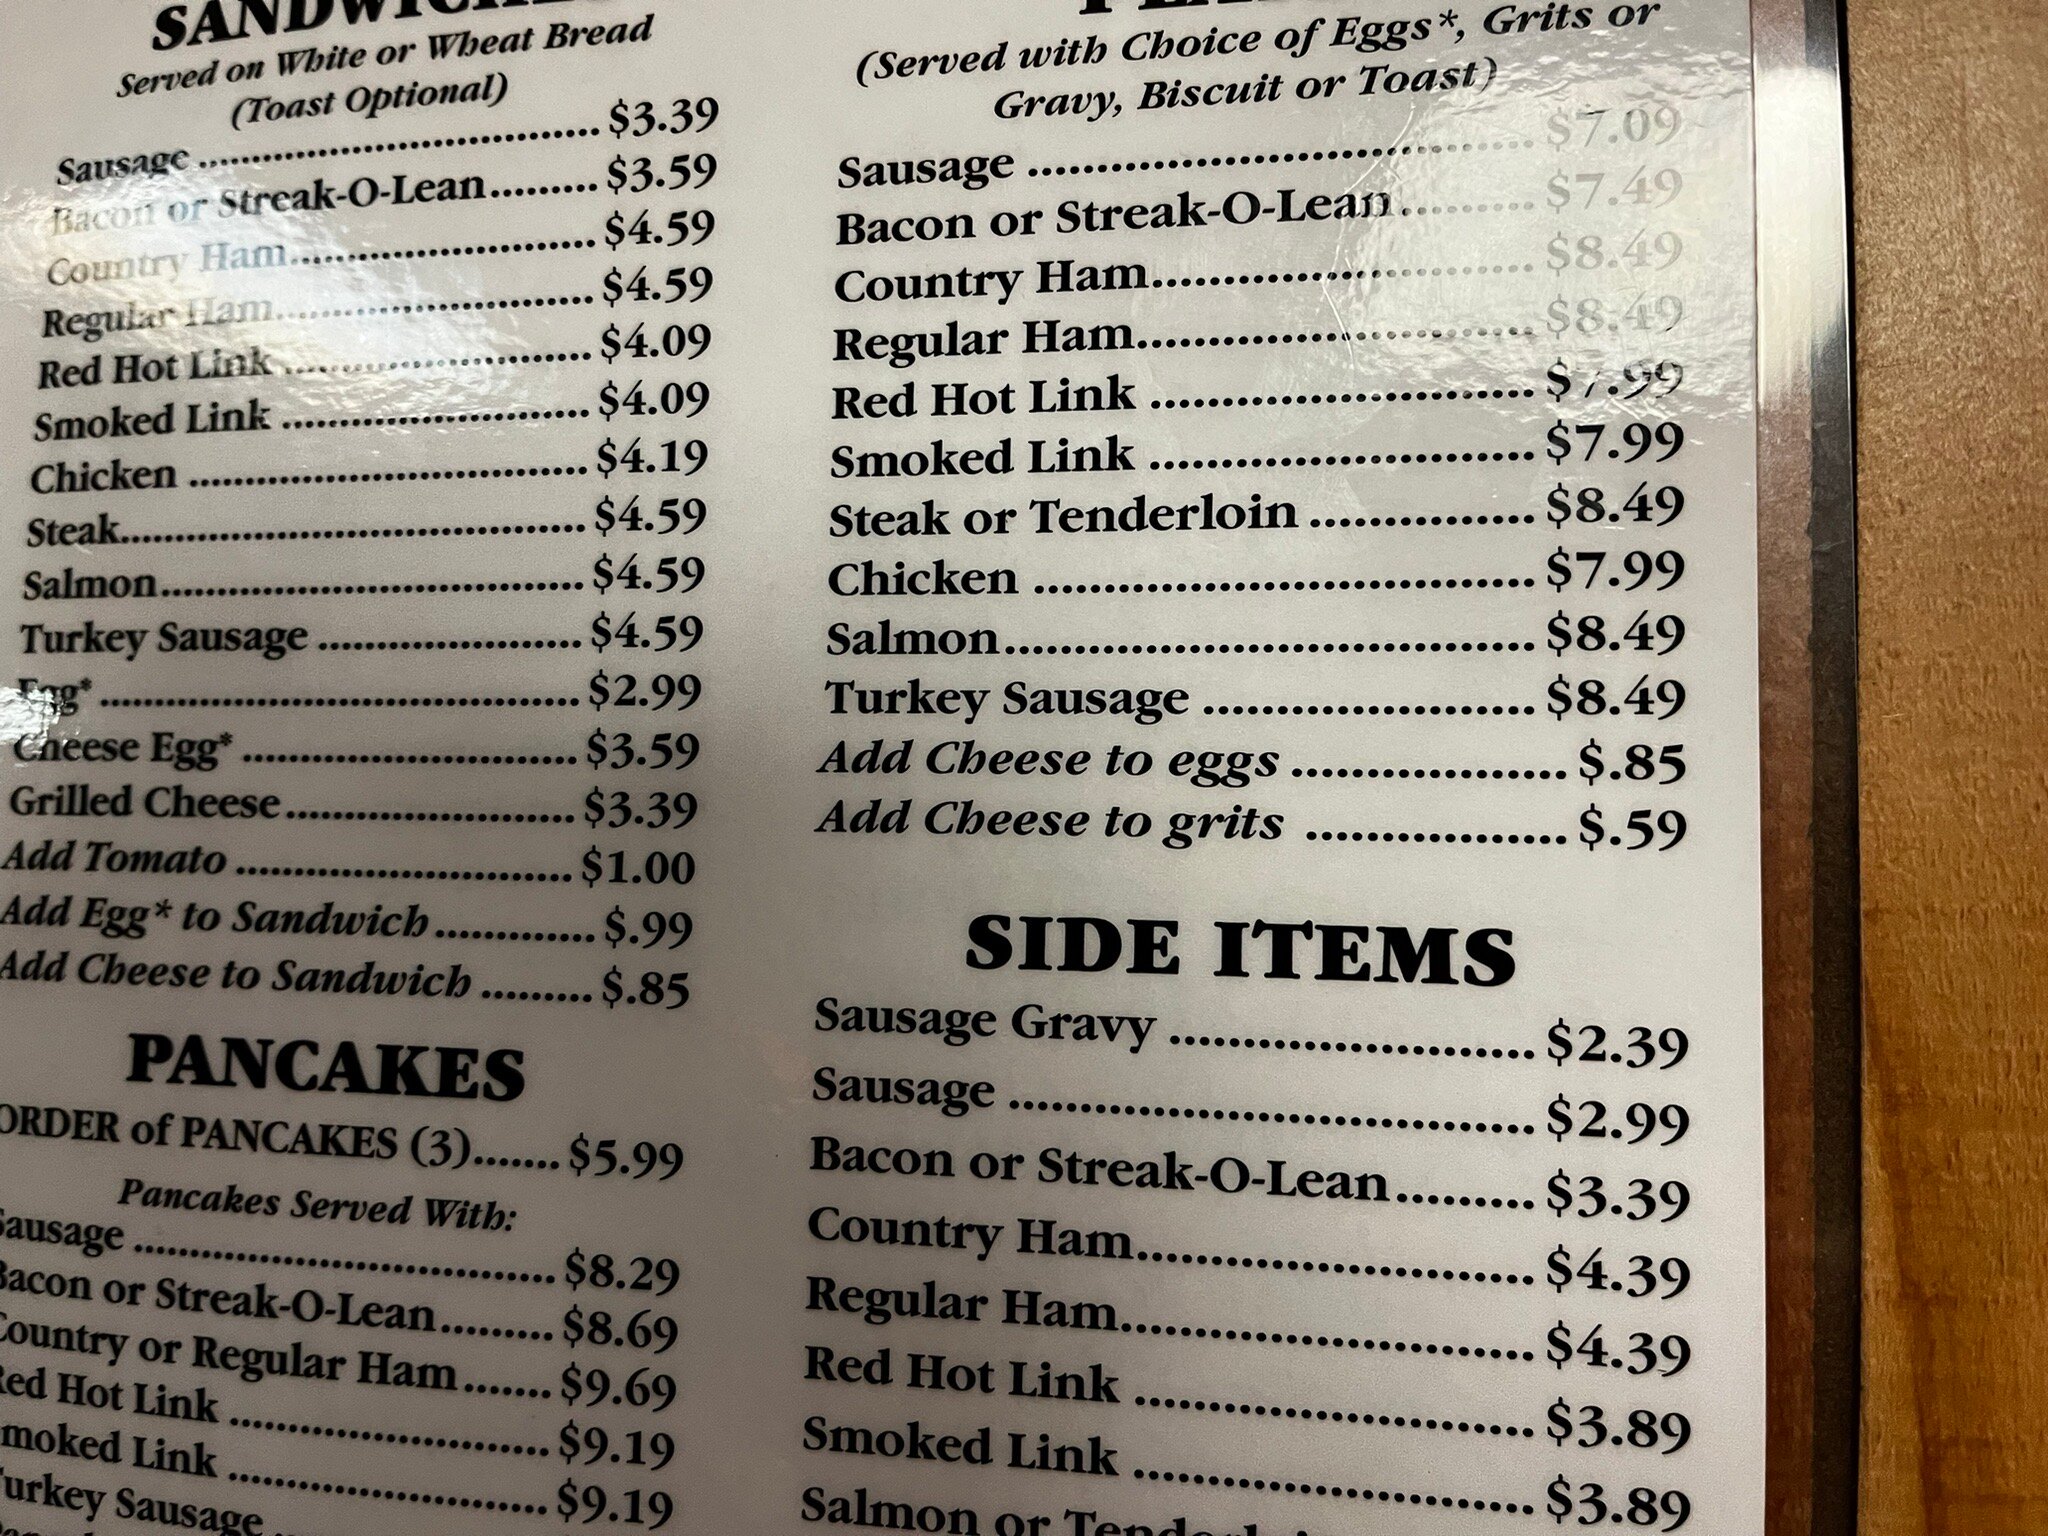 SANDWICHES
Served on White or Wheat Bread
(Toast Optional)
Sausage ................................... $3.39
Bacon or Streak-O-Lean......... $3.59
Country Ham.......................... $4.59
Regular Ham........................... $4.59
Red Hot Link .......................... $4.09
Smoked Link .......................... $4.09
Chicken ................................... $4.19
Steak......................................... $4.59
Salmon..................................... $4.59
Turkey Sausage ....................... $4.59
Egg* .......................................... $2.99
Cheese Egg* ............................. $3.59
Grilled Cheese......................... $3.39
Add Tomato ............................. $1.00
Add Egg* to Sandwich.............. $.99
Add Cheese to Sandwich ......... $.85
PANCAKES
ORDER of PANCAKES (3)....... $5.99
Pancakes Served With:
Sausage .................................... $8.29
Bacon or Streak-O-Lean......... $8.69
Country or Regular Ham....... $9.69
Red Hot Link ........................... $9.19
Smoked Link ........................... $9.19
Turkey Sausage
(Served with Choice of Eggs*, Grits or
Gravy, Biscuit or Toast)
Sausage ................................... $7.09
Bacon or Streak-O-Lean......... $7.49
Country Ham.......................... $8.49
Regular Ham........................... $8.49
Red Hot Link .......................... $7.99
Smoked Link .......................... $7.99
Steak or Tenderloin ............... $8.49
Chicken ................................... $7.99
Salmon..................................... $8.49
Turkey Sausage ...................... $8.49
Add Cheese to eggs ................... $.85
Add Cheese to grits .................. $.59
SIDE ITEMS
Sausage Gravy ......................... $2.39
Sausage .................................... $2.99
Bacon or Streak-O-Lean......... $3.39
Country Ham........................... $4.39
Regular Ham............................ $4.39
Red Hot Link ........................... $3.89
Smoked Link ........................... $3.89
Salmon or Tenderloin